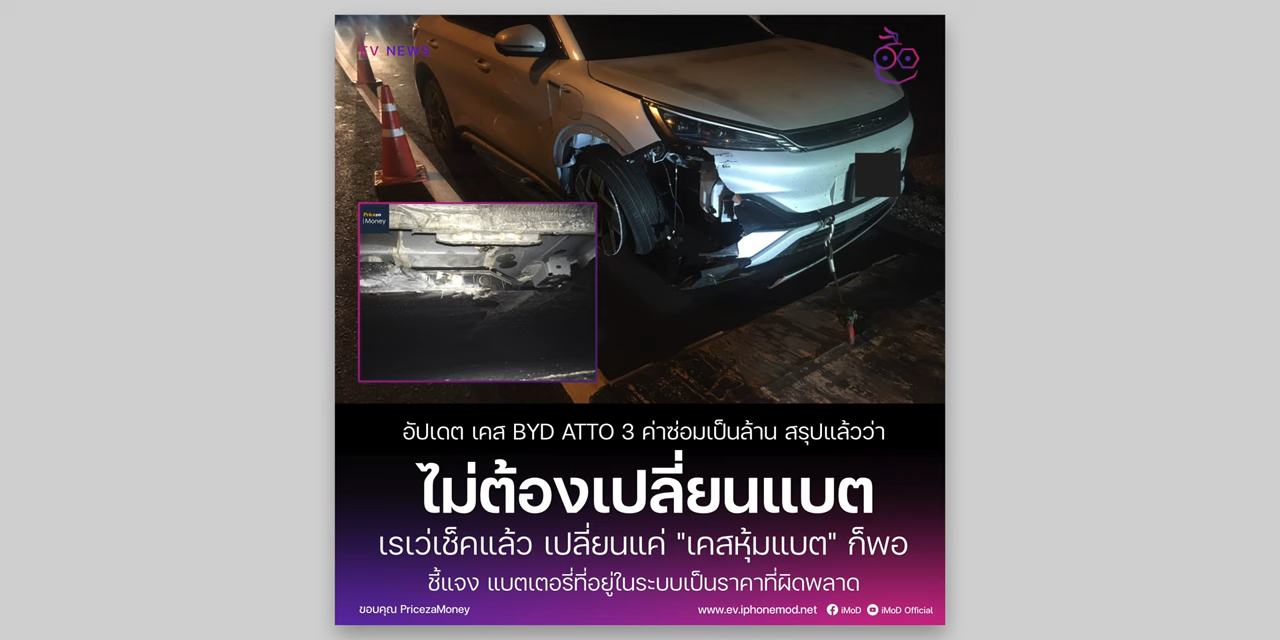 EV NEWS
Priceza
Money
อัปเดต เคส BYD ATTO 3 ค่าซ่อมเป็นล้าน สรุปแล้วว่า
ไม่ต้องเปลี่ยนแบต
เรเว่เช็คแล้ว เปลี่ยนแค่ "เคสหุ้มแบต" ก็พอ
ชี้แจง แบตเตอรี่ที่อยู่ในระบบเป็นราคาที่ผิดพลาด
ขอบคุณ PricezaMoney
www.ev.iphonemod.net iMoD iMoD Official